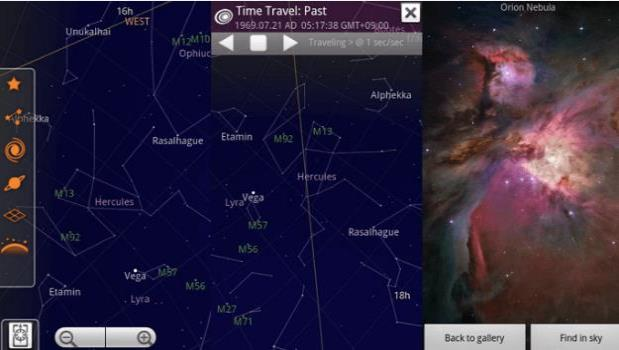 16h
WEST
Unukalhai
M12
M10
Ophiuc
Rasalhague
M13
Hercules
M92
Vega
M57
M56
Etamin
Lyra
Time Travel: Past
1969.07.21 AD 05:17:38 GMT+09:00
Traveling > @ 1 sec/sec
Alphekka
Etamin
M92
M13
Hercules
Vega
Lyra
M57
M56
Rasalhague
18h
M27
M71
Orion Nebula
Back to gallery
Find in sky